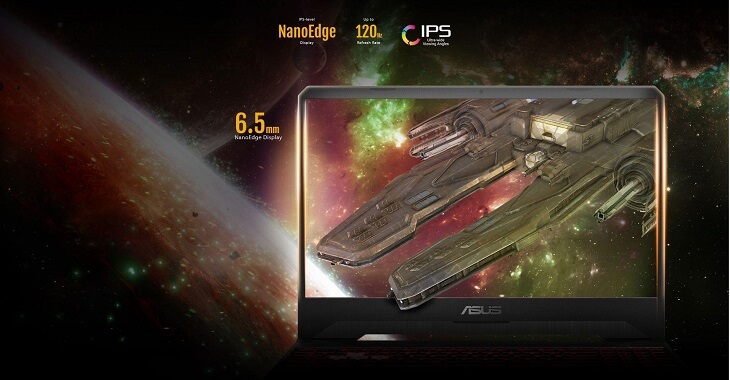 IPS-level
NanoEdge
Display
Up to
120Hz
Refresh Rate
IPS
Ultra-wide
Viewing Angles
6.5mm
NanoEdge Display
ASUS